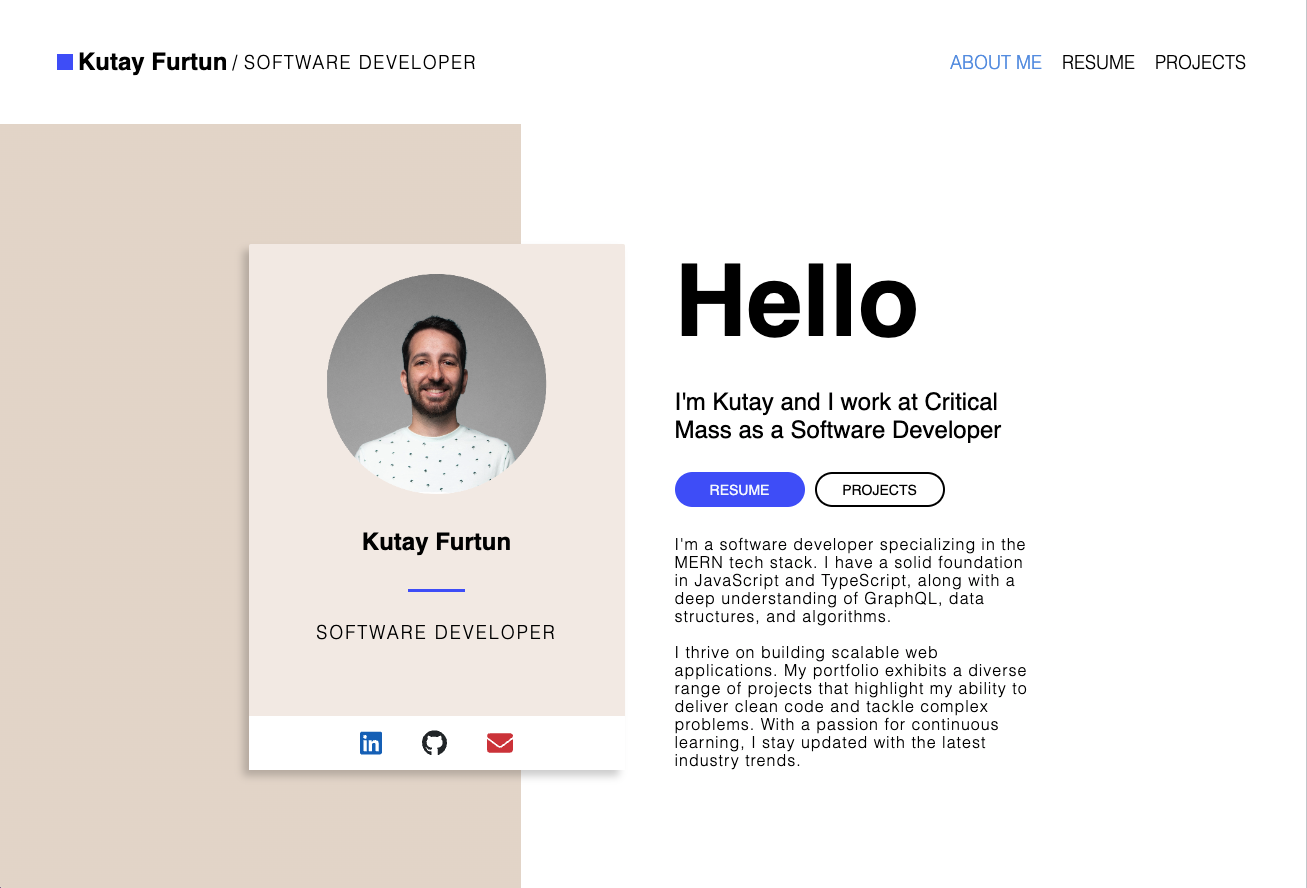 Kutay Furtun / SOFTWARE DEVELOPER
ABOUT ME RESUME PROJECTS
Kutay Furtun
SOFTWARE DEVELOPER
in
Hello
I'm Kutay and I work at Critical
Mass as a Software Developer
RESUME PROJECTS
I'm a software developer specializing in the
MERN tech stack. I have a solid foundation
in JavaScript and TypeScript, along with a
deep understanding of GraphQL, data
structures, and algorithms.
I thrive on building scalable web
applications. My portfolio exhibits a diverse
range of projects that highlight my ability to
deliver clean code and tackle complex
problems. With a passion for continuous
learning, I stay updated with the latest
industry trends.